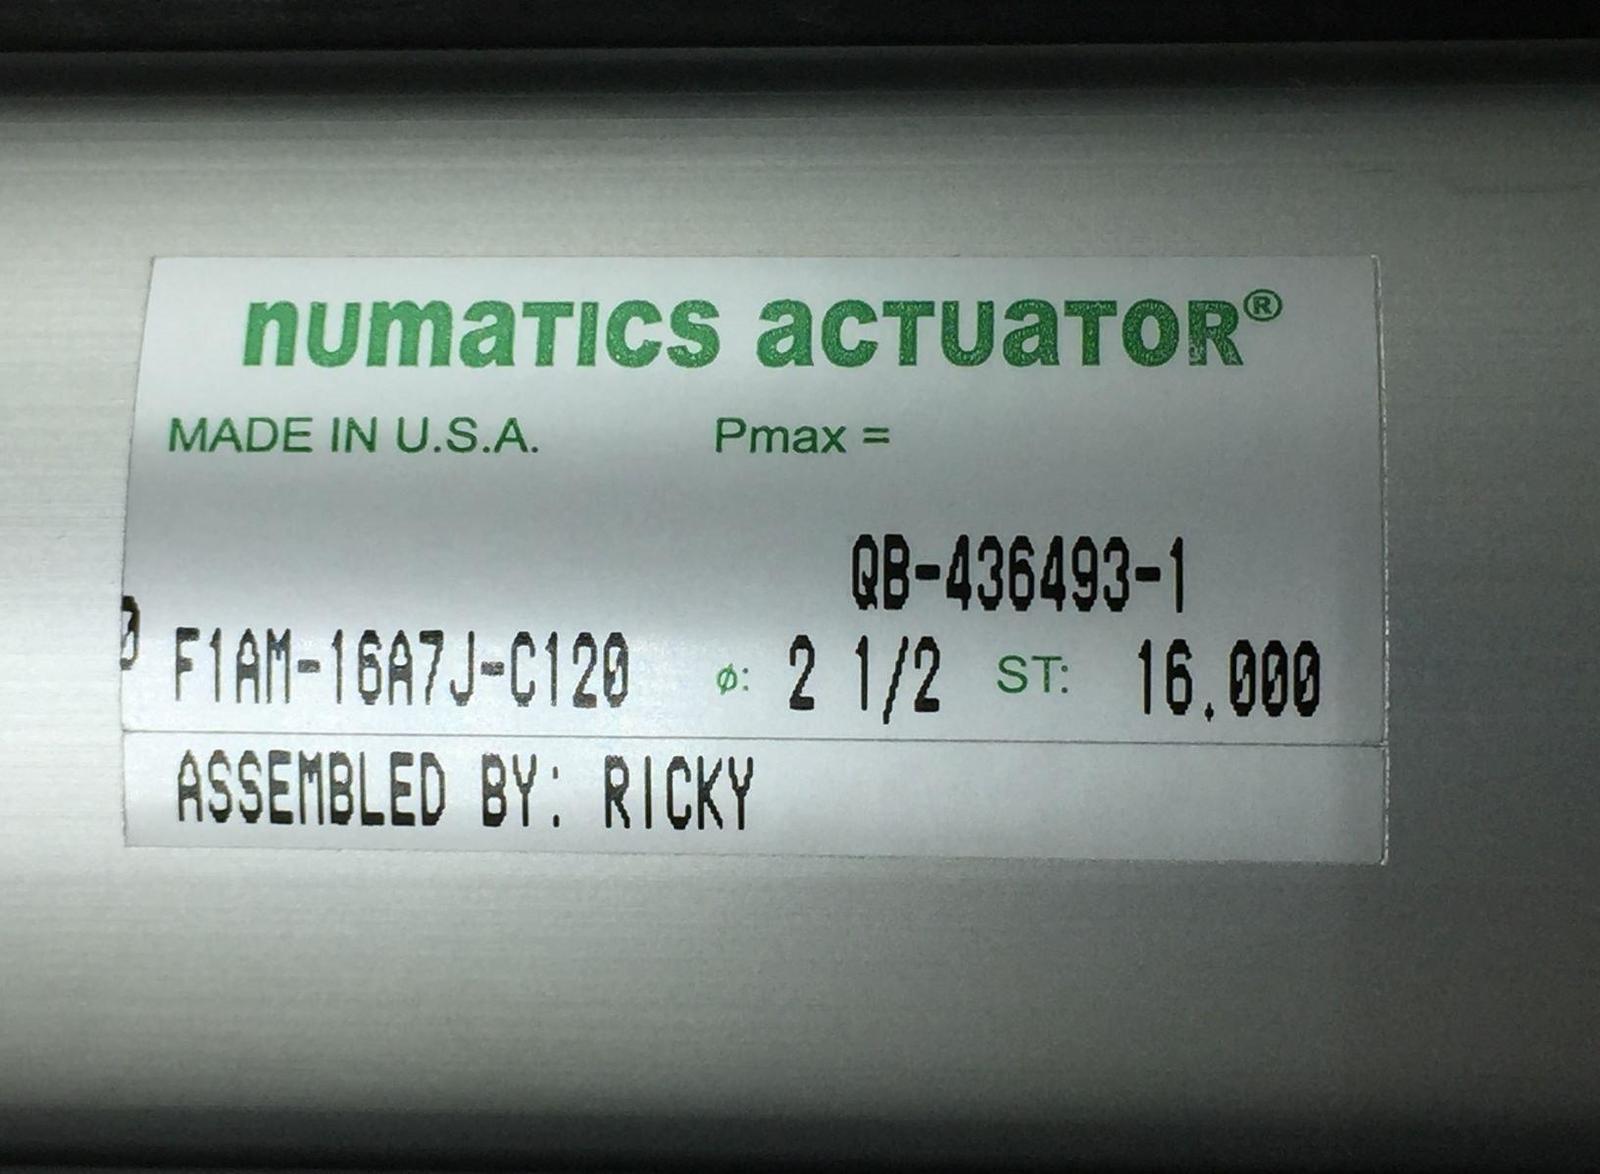 numatics actuator®
MADE IN U.S.A. Pmax =
QB-436493-1
0 F1AM-16A7J-C120 ø: 2 1/2 ST: 16.000
ASSEMBLED BY: RICKY